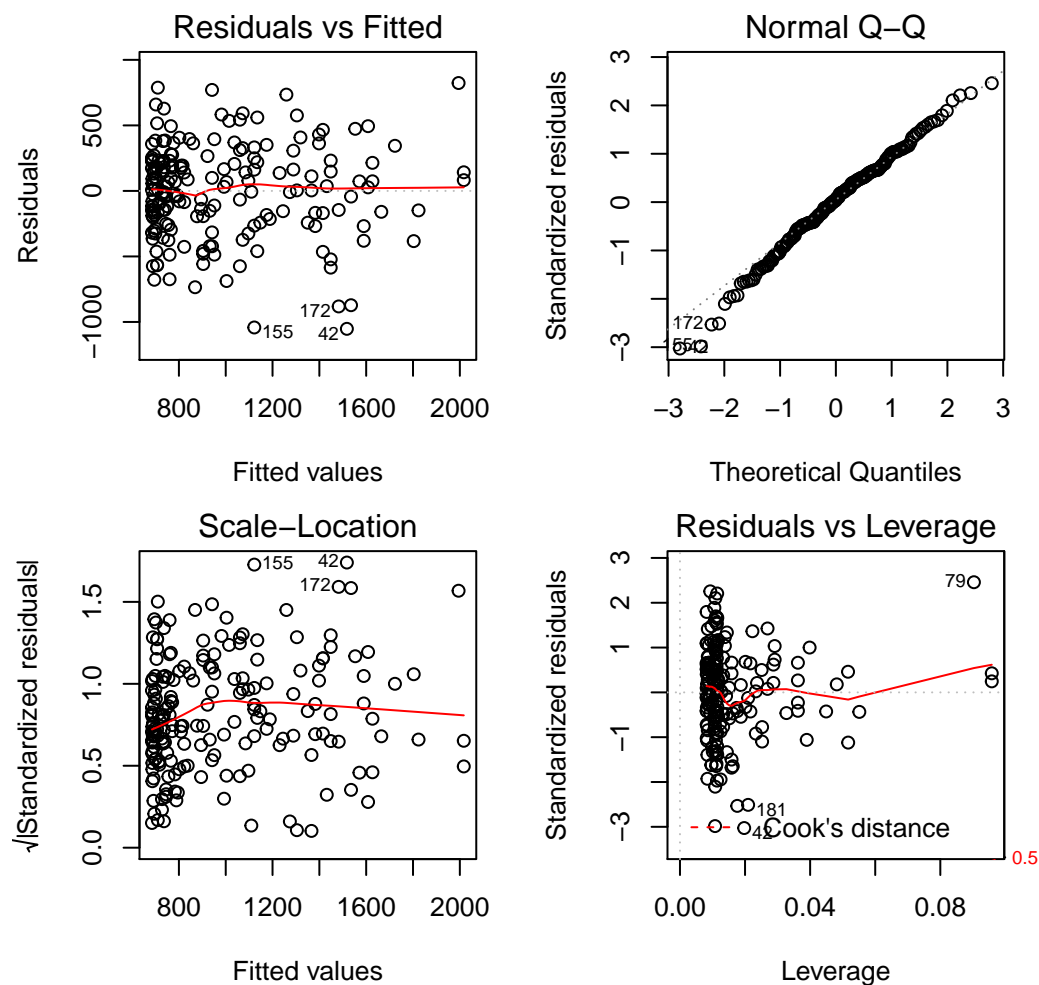 Residuals vs Fitted
Residuals
500
0
−1000
172
155
42
800 1200 1600 2000
Fitted values
Normal Q−Q
Standardized residuals
3
2
1
0
−1
−3
172
155
42
−3 −2 −1 0 1 2 3
Theoretical Quantiles
Scale−Location
√|Standardized residuals|
1.5
1.0
0.5
0.0
155
42
172
800 1200 1600 2000
Fitted values
Residuals vs Leverage
Standardized residuals
3
2
1
−1
−3
79
181
42
Cook's distance
0.5
0.00 0.04 0.08
Leverage